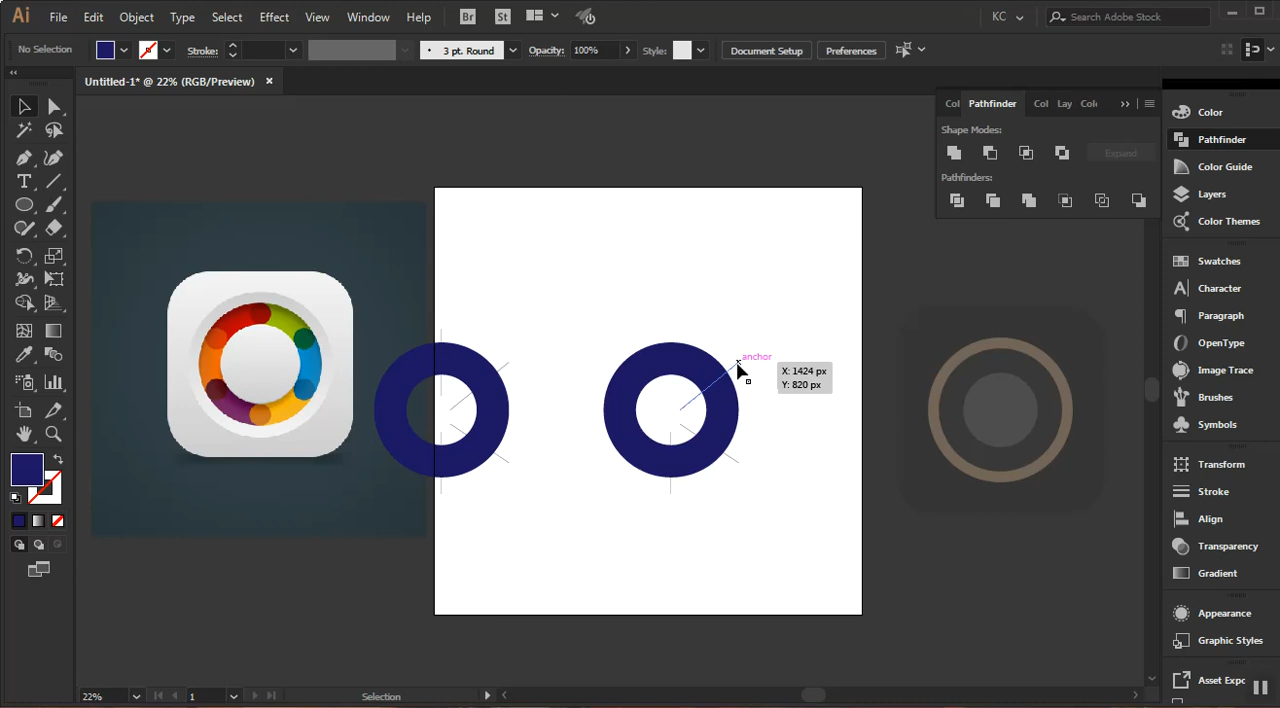 Ai File Edit Object Type Select Effect View Window Help Br St KC Search Adobe Stock
No Selection Stroke: 3 pt. Round Opacity: 100% Style: Document Setup Preferences
Untitled-1* @ 22% (RGB/Preview)
Col Pathfinder Col Lay Colo
Shape Modes:
Expand
Pathfinders:
Color
Pathfinder
Color Guide
Layers
Color Themes
Swatches
Character
Paragraph
OpenType
Image Trace
Brushes
Symbols
Transform
Stroke
Align
Transparency
Gradient
Appearance
Graphic Styles
Asset Expo
anchor
X: 1424 px
Y: 820 px
T
22% 1 Selection